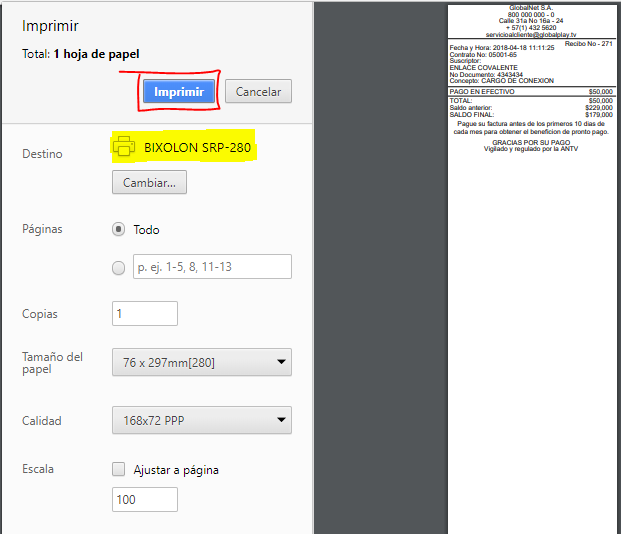 Imprimir
Total: 1 hoja de papel
Imprimir
Cancelar
Destino
BIXOLON SRP-280
Cambiar...
Páginas
Todo
p. ej. 1-5, 8, 11-13
Copias
1
Tamaño del
papel
76 x 297mm[280]
Calidad
168x72 PPP
Escala
Ajustar a página
100
GlobalNet S.A.
800 000 000 - 0
Calle 31a No 16a - 24
+ 57(1) 432 5620
servicioalcliente@globalplay.tv
Recibo No - 271
Fecha y Hora: 2018-04-18 11:11:25
Contrato No: 05001-65
Suscriptor:
ENLACE COVALENTE
No Documento: 4343434
Concepto: CARGO DE CONEXION
PAGO EN EFECTIVO $50,000
TOTAL: $50,000
Saldo anterior: $229,000
SALDO FINAL: $179,000
Pague su factura antes de los primeros 10 días de
cada mes para obtener el beneficion de pronto pago.
GRACIAS POR SU PAGO
Vigilado y regulado por la ANTV